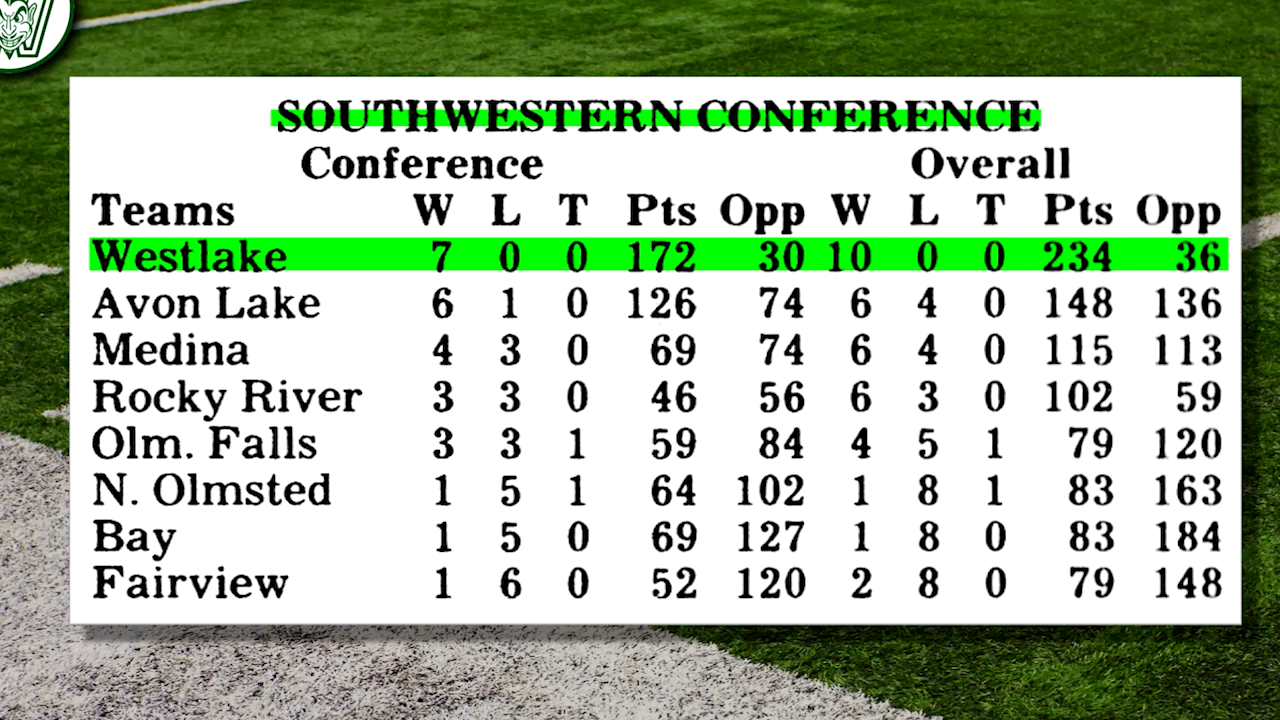 SOUTHWESTERN CONFERENCE
Conference Overall
Teams W L T Pts Opp W L T Pts Opp
Westlake 7 0 0 172 30 10 0 0 234 36
Avon Lake 6 1 0 126 74 6 4 0 148 136
Medina 4 3 0 69 74 6 4 0 115 113
Rocky River 3 3 0 46 56 6 3 0 102 59
Olm. Falls 3 3 1 59 84 4 5 1 79 120
N. Olmsted 1 5 1 64 102 1 8 1 83 163
Bay 1 5 0 69 127 1 8 0 83 184
Fairview 1 6 0 52 120 2 8 0 79 148